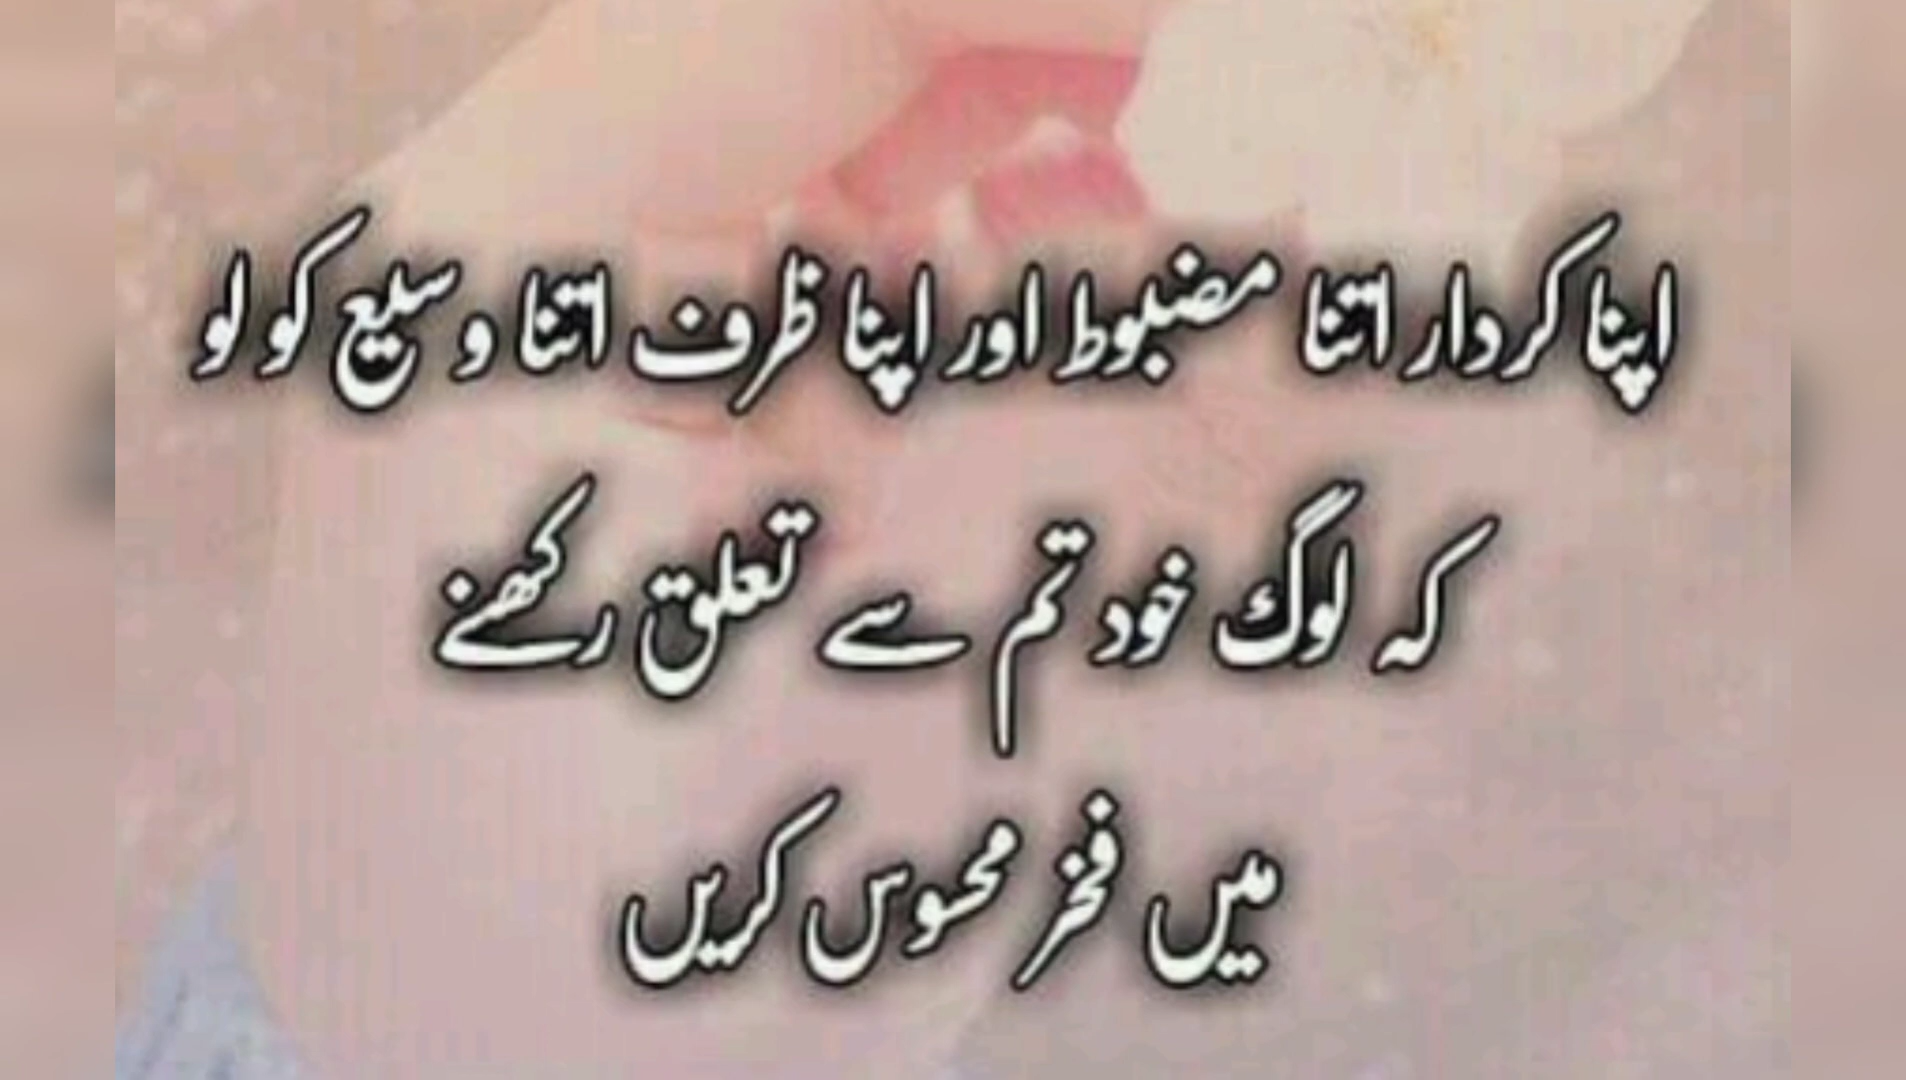 اپنا کردار اتنا مضبوط اور اپنا ظرف اتنا وسیع کو لو
کہ لوگ خود تم سے تعلق رکھنے
میں فخر محسوس کریں